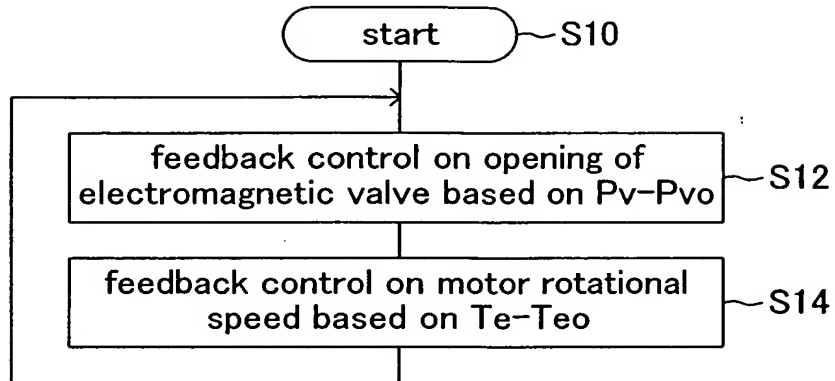 start
S10
feedback control on opening of
electromagnetic valve based on Pv-Pvo
S12
feedback control on motor rotational
speed based on Te-Teo
S14